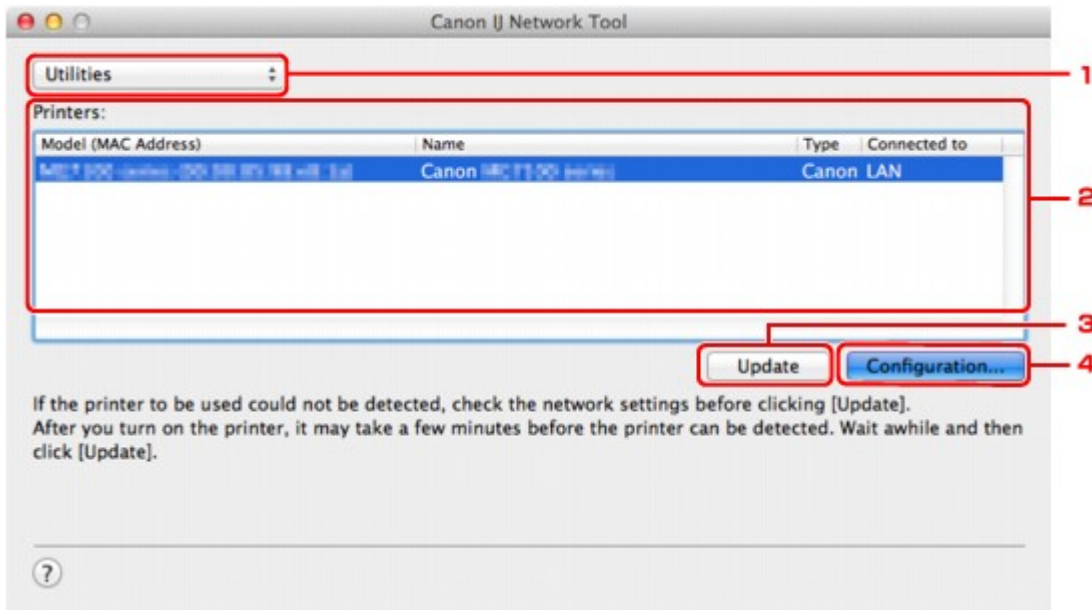 Canon IJ Network Tool
Utilities
1
Printers:
Model (MAC Address) Name Type Connected to
Canon Canon LAN
2
3
Update Configuration...
4
If the printer to be used could not be detected, check the network settings before clicking [Update].
After you turn on the printer, it may take a few minutes before the printer can be detected. Wait awhile and then
click [Update].
?